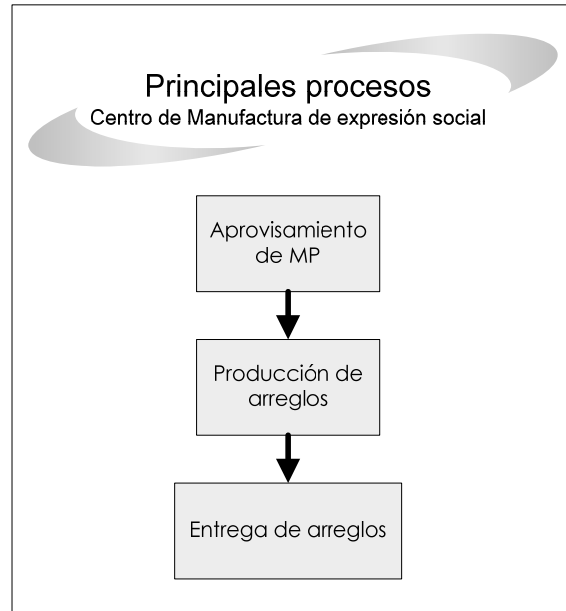 Principales procesos
Centro de Manufactura de expresión social
Aprovisamiento
de MP
Producción de
arreglos
Entrega de arreglos